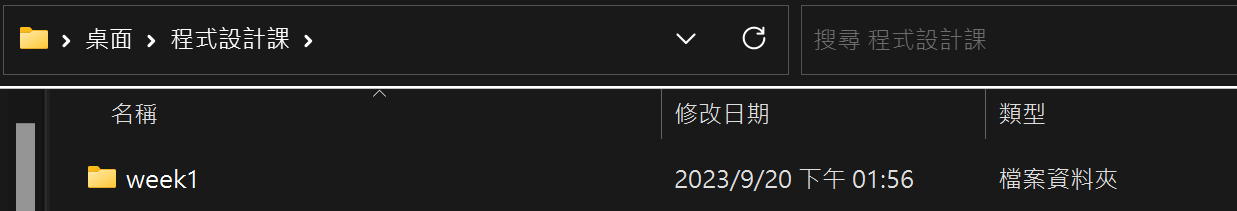 桌面 程式設計課
搜尋 程式設計課
名稱 修改日期 類型
week1 2023/9/20 下午 01:56 檔案資料夾